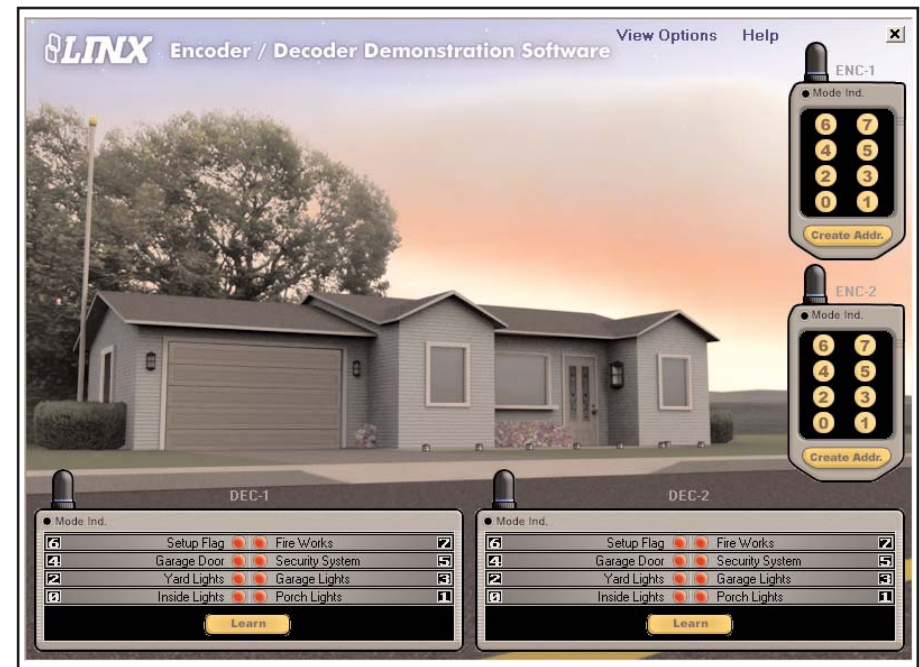 LINX Encoder / Decoder Demonstration Software
View Options Help
ENC-1
Mode Ind.
6 7
4 5
2 3
0 1
Create Addr.
ENC-2
Mode Ind.
6 7
4 5
2 3
0 1
Create Addr.
DEC-1
Mode Ind.
6 Setup Flag Fire Works 7
4 Garage Door Security System 5
2 Yard Lights Garage Lights 3
0 Inside Lights Porch Lights 1
Learn
DEC-2
Mode Ind.
6 Setup Flag Fire Works 7
4 Garage Door Security System 5
2 Yard Lights Garage Lights 3
0 Inside Lights Porch Lights 1
Learn